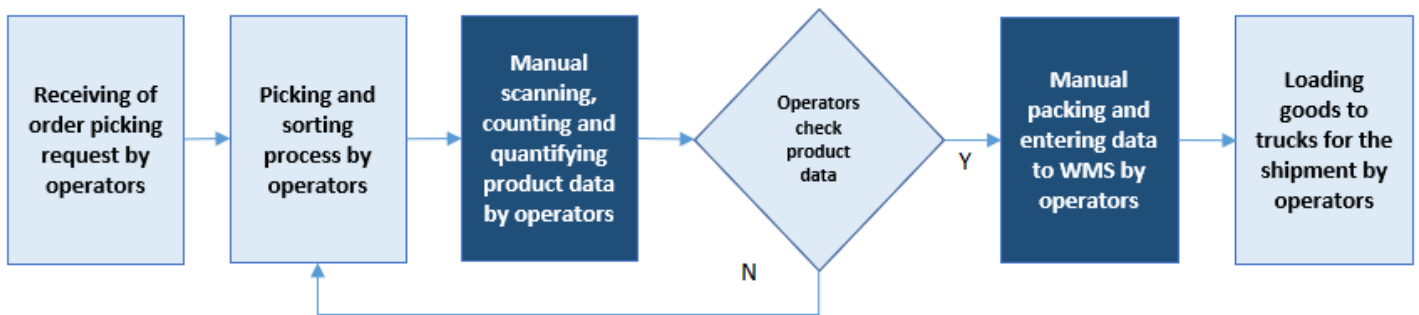 Receiving of
order picking
request by
operators
Picking and
sorting
process by
operators
Manual
scanning,
counting and
quantifying
product data
by operators
Operators
check
product
data
Y
N
Manual
packing and
entering data
to WMS by
operators
Loading
goods to
trucks for the
shipment by
operators